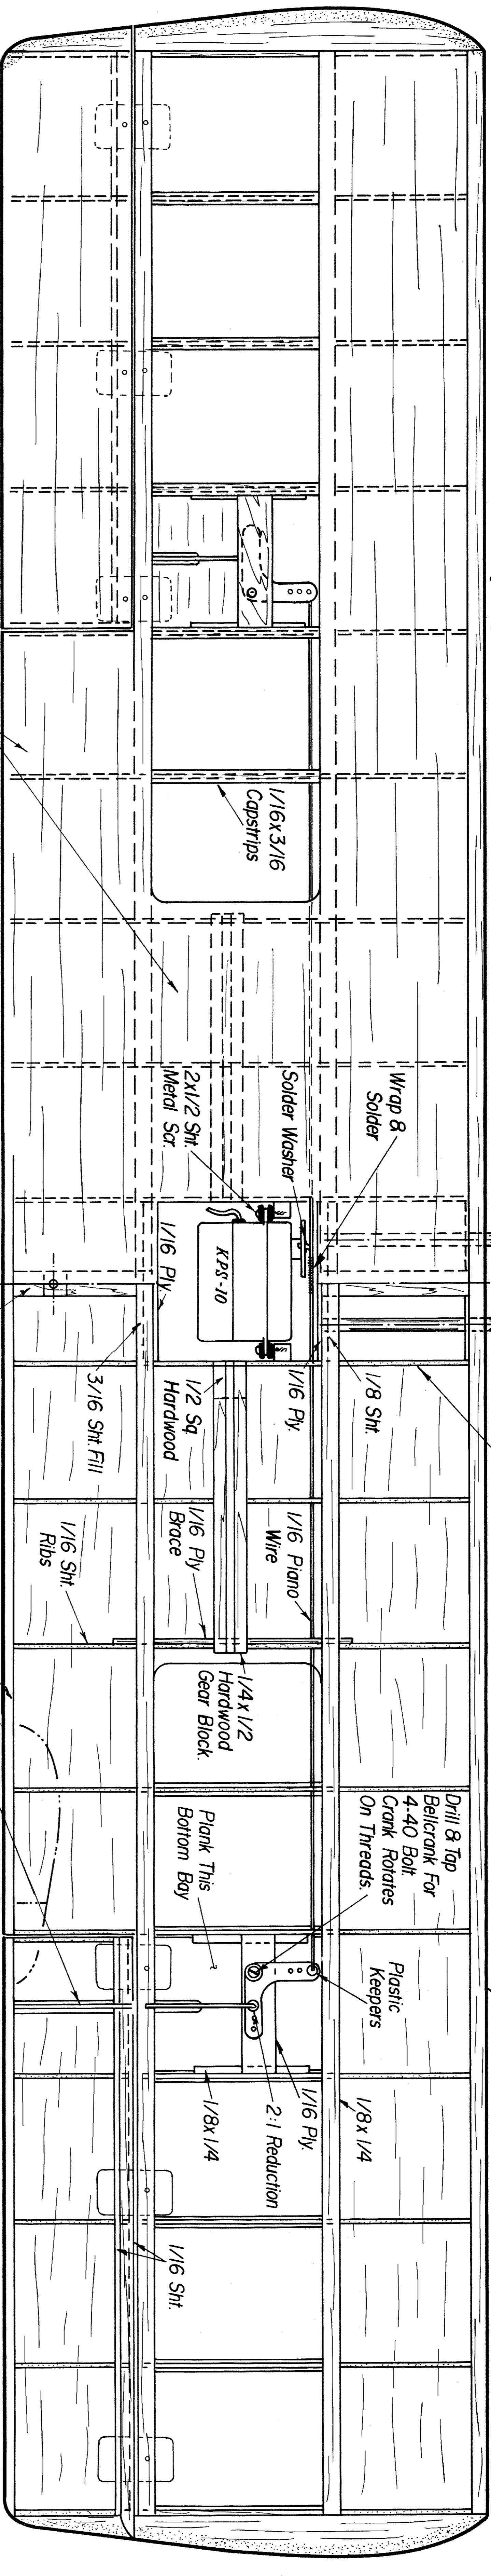 1/16x3/16
Capstrips
Wrap &
Solder
Solder Washer
2x1/2 Sht.
Metal Scr.
KPS-10
1/16 Ply.
1/8 Sht.
1/16 Ply.
1/2 Sq.
Hardwood
3/16 Sht. Fill
1/16 Piano
Wire
1/16 Ply
Brace
1/16 Sht.
Ribs
1/4x1/2
Hardwood
Gear Block.
Drill & Tap
Bellcrank For
4-40 Bolt.
Crank Rotates
On Threads.
Plank This
Bottom Bay
Plastic
Keepers
1/8x1/4
1/16 Ply.
2:1 Reduction
1/8x1/4
1/16 Sht.